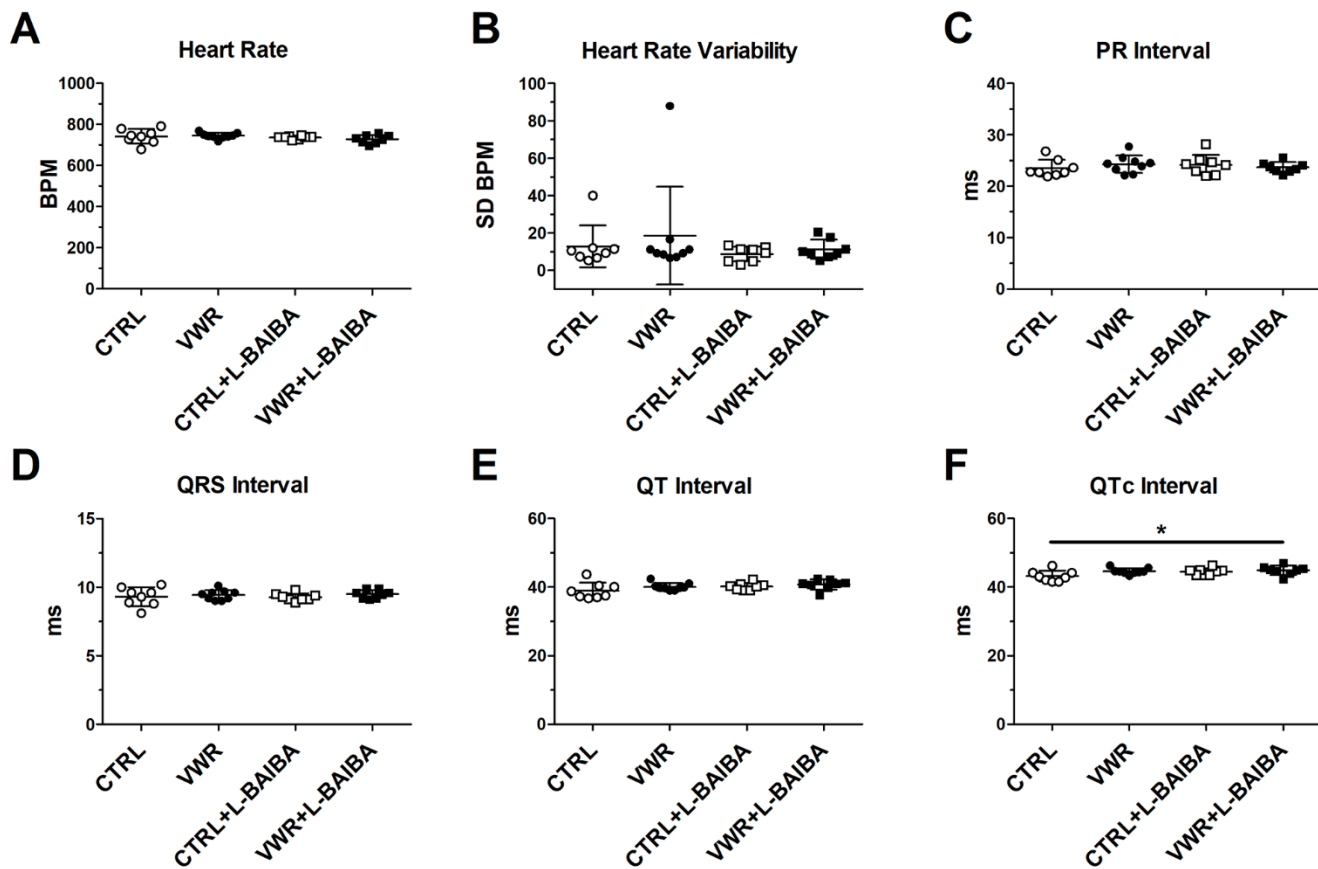 A
Heart Rate
1000
800
600
400
200
0
BPM
CTRL
VWR
CTRL+L-BAIBA
VWR+L-BAIBA
B
Heart Rate Variability
100
80
60
40
20
0
SD BPM
CTRL
VWR
CTRL+L-BAIBA
VWR+L-BAIBA
C
PR Interval
40
30
20
10
0
ms
CTRL
VWR
CTRL+L-BAIBA
VWR+L-BAIBA
D
QRS Interval
15
10
5
0
ms
CTRL
VWR
CTRL+L-BAIBA
VWR+L-BAIBA
E
QT Interval
60
40
20
0
ms
CTRL
VWR
CTRL+L-BAIBA
VWR+L-BAIBA
F
QTc Interval
60
40
20
0
ms
*
CTRL
VWR
CTRL+L-BAIBA
VWR+L-BAIBA